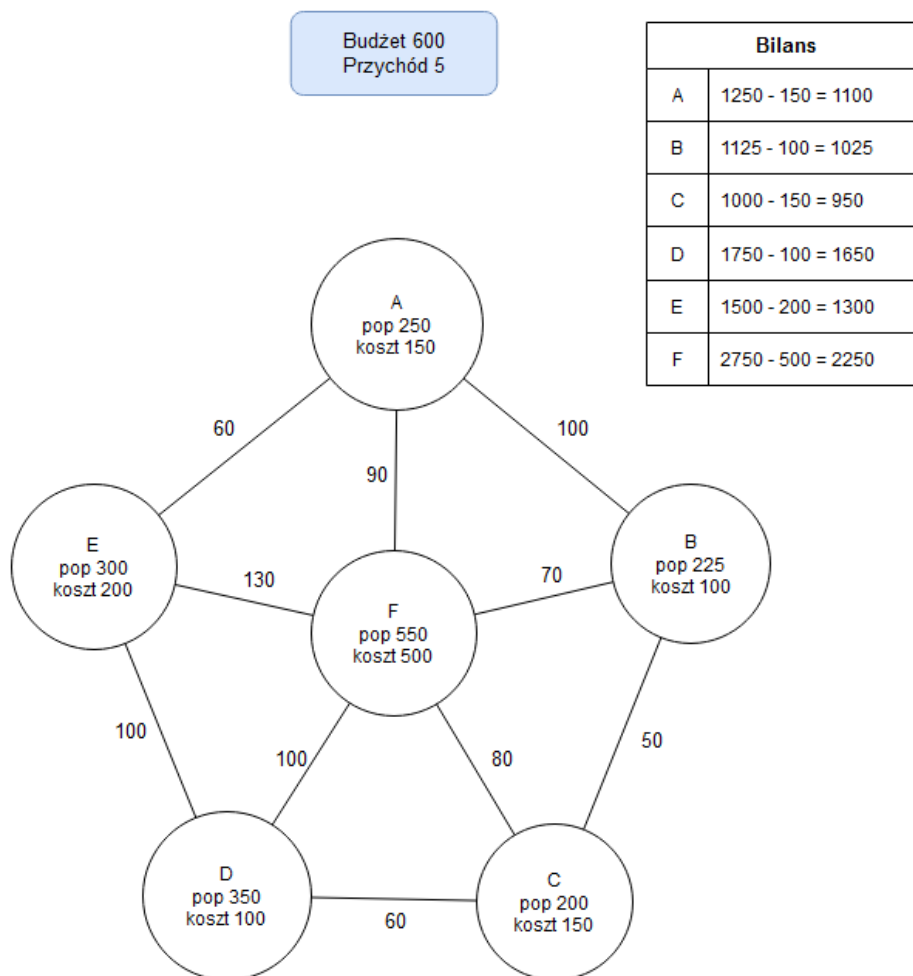 Budżet 600
Przychód 5
Bilans
A 1250 - 150 = 1100
B 1125 - 100 = 1025
C 1000 - 150 = 950
D 1750 - 100 = 1650
E 1500 - 200 = 1300
F 2750 - 500 = 2250
A
pop 250
koszt 150
60
100
90
E
pop 300
koszt 200
130
F
pop 550
koszt 500
70
B
pop 225
koszt 100
100
100
80
50
D
pop 350
koszt 100
60
C
pop 200
koszt 150